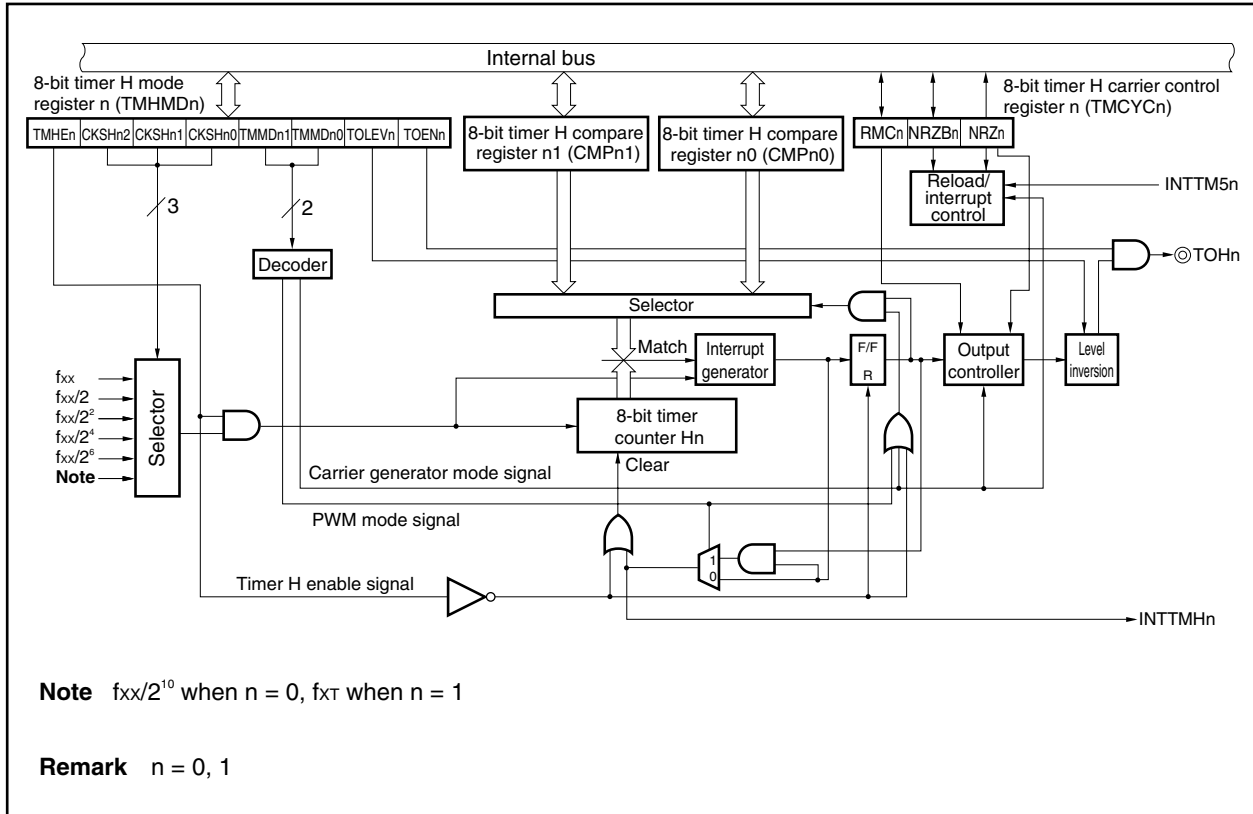 Internal bus
8-bit timer H mode
register n (TMHMDn)
8-bit timer H carrier control
register n (TMCYCn)
TMHEn CKSHn2 CKSHn1 CKSHn0 TMMDn1 TMMDn0 TOLEVn TOENn
8-bit timer H compare
register n1 (CMPn1)
8-bit timer H compare
register n0 (CMPn0)
RMCn NRZBn NRZn
Reload/
interrupt
control
INTTM5n
3
2
Decoder
TOHn
Selector
Match
Interrupt
generator
F/F
R
Output
controller
Level
inversion
fXX
fXX/2
fXX/2²
fXX/2⁴
fXX/2⁶
Note
Selector
8-bit timer
counter Hn
Clear
Carrier generator mode signal
PWM mode signal
1
0
Timer H enable signal
INTTMHn
Note fXX/2¹⁰ when n = 0, fXT when n = 1
Remark n = 0, 1